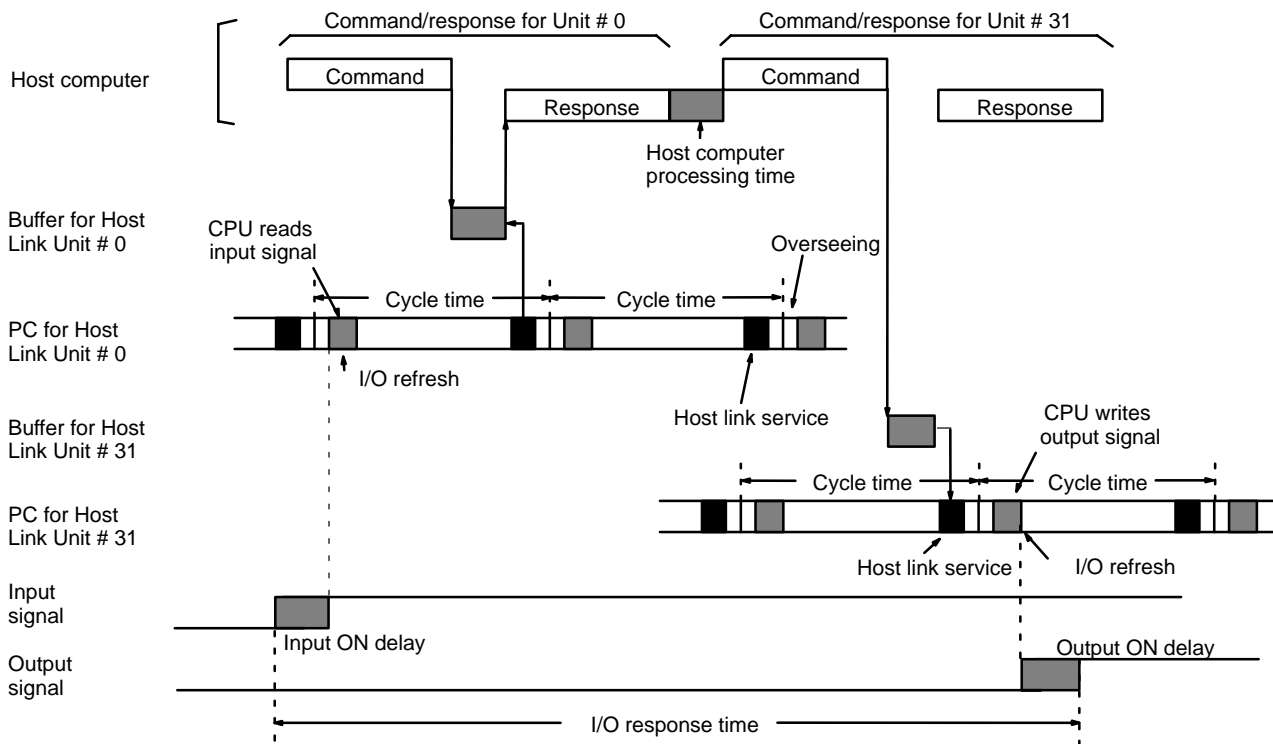 Command/response for Unit # 0
Command/response for Unit # 31
Host computer
Command
Command
Response
Response
Host computer
processing time
Buffer for Host
Link Unit # 0
CPU reads
input signal
Overseeing
Cycle time
Cycle time
PC for Host
Link Unit # 0
I/O refresh
Host link service
Buffer for Host
Link Unit # 31
CPU writes
output signal
Cycle time
Cycle time
PC for Host
Link Unit # 31
Host link service
I/O refresh
Input
signal
Input ON delay
Output
signal
Output ON delay
I/O response time